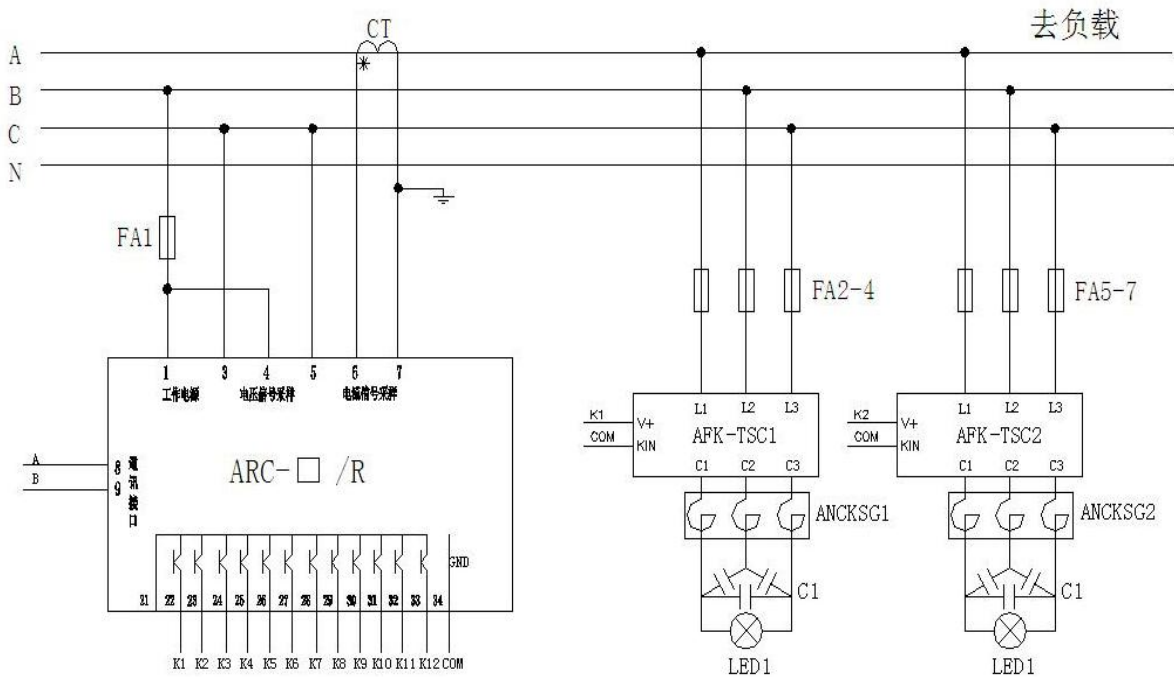 CT
去负载
A
B
C
N
FA1
FA2-4
FA5-7
1 3 4 5 6 7
工作电源 电压信号采样 电流信号采样
A
B
8
9
通讯接口
ARC-□ /R
GND
21 22 23 24 25 26 27 28 29 30 31 32 33 34
K1 K2 K3 K4 K5 K6 K7 K8 K9 K10 K11 K12 COM
K1
COM
V+
KIN
L1 L2 L3
AFK-TSC1
C1 C2 C3
ANCKSG1
C1
LED1
K2
COM
V+
KIN
L1 L2 L3
AFK-TSC2
C1 C2 C3
ANCKSG2
C1
LED1